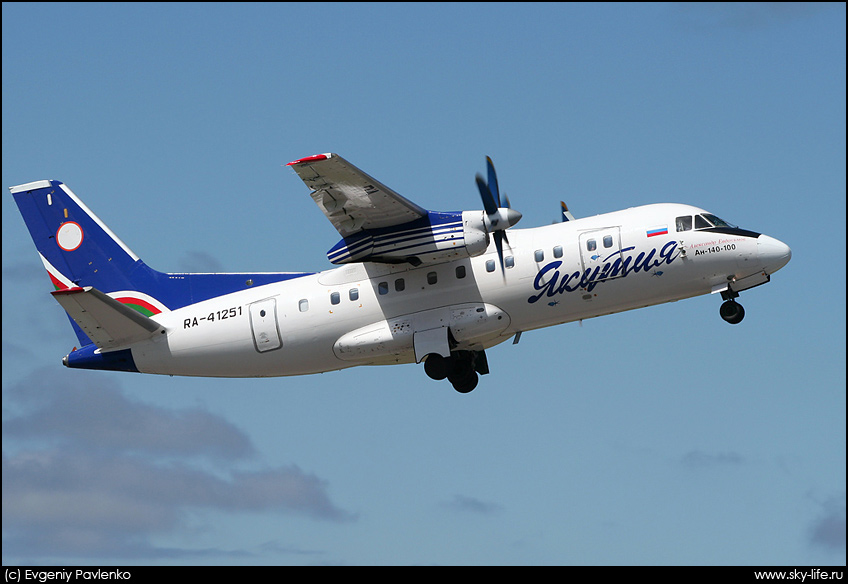 Якутия
Ан-140-100
RA-41251
(c) Evgeniy Pavlenko
www.sky-life.ru